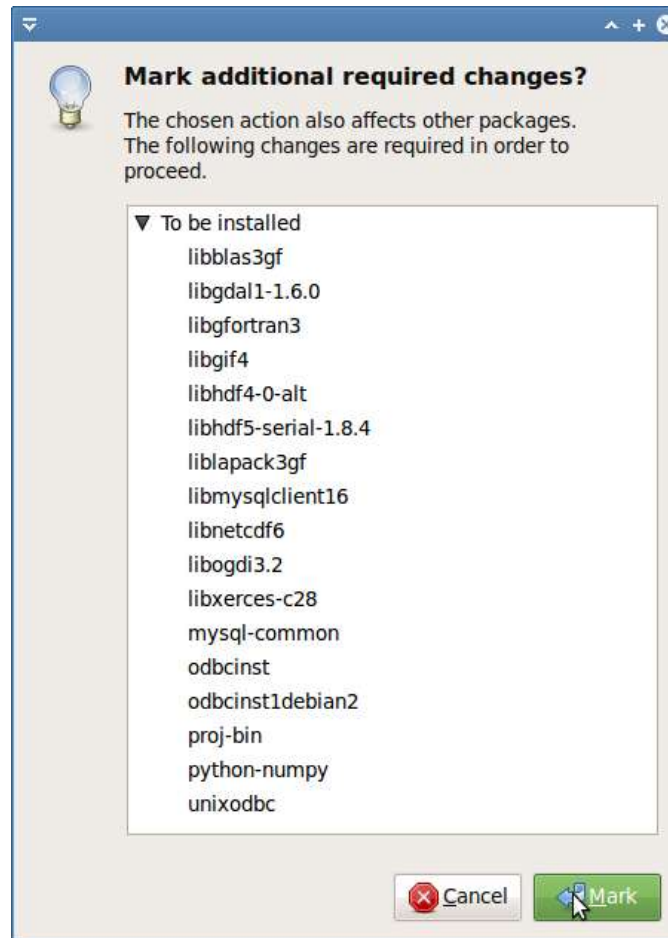 Mark additional required changes?
The chosen action also affects other packages.
The following changes are required in order to
proceed.
To be installed
libblas3gf
libgdal1-1.6.0
libgfortran3
libgif4
libhdf4-0-alt
libhdf5-serial-1.8.4
liblapack3gf
libmysqlclient16
libnetcdf6
libogdi3.2
libxerces-c28
mysql-common
odbcinst
odbcinst1debian2
proj-bin
python-numpy
unixodbc
Cancel
Mark